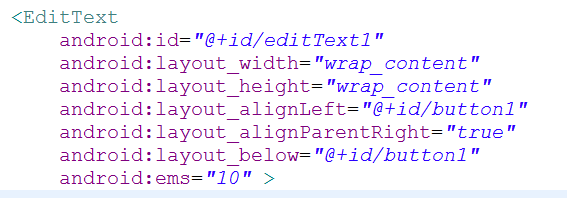 <EditText
android:id="@+id/editText1"
android:layout_width="wrap_content"
android:layout_height="wrap_content"
android:layout_alignLeft="@+id/button1"
android:layout_alignParentRight="true"
android:layout_below="@+id/button1"
android:ems="10" >